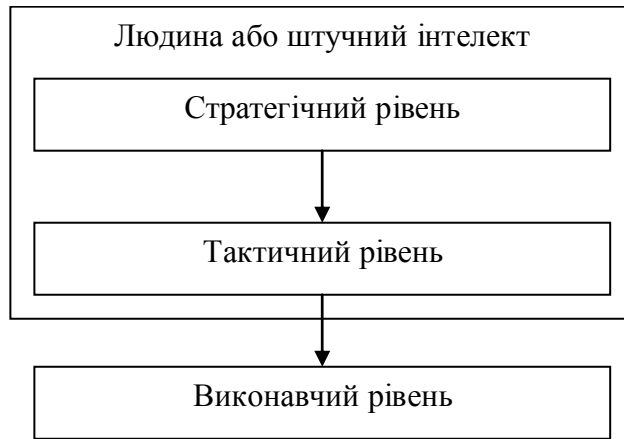 Людина або штучний інтелект
Стратегічний рівень
Тактичний рівень
Виконавчий рівень